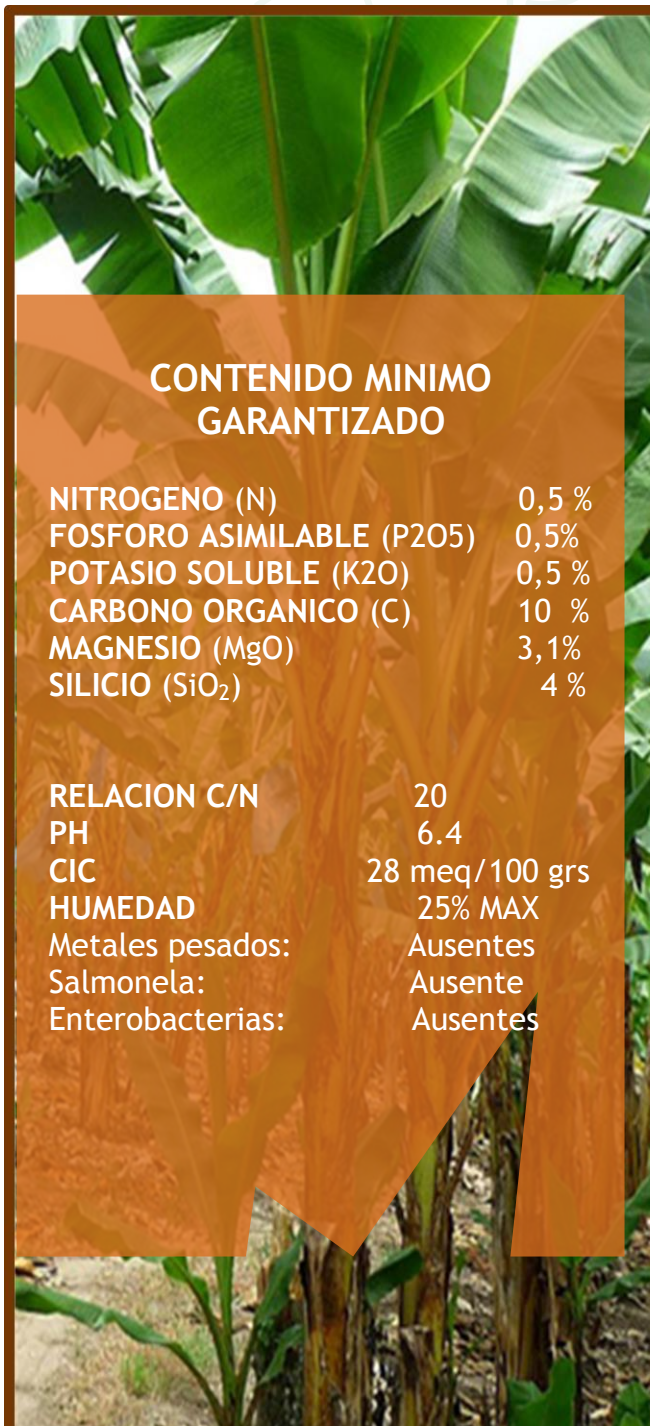 CONTENIDO MINIMO
GARANTIZADO
NITROGENO (N) 0,5 %
FOSFORO ASIMILABLE (P2O5) 0,5%
POTASIO SOLUBLE (K2O) 0,5 %
CARBONO ORGANICO (C) 10 %
MAGNESIO (MgO) 3,1%
SILICIO (SiO₂) 4 %
RELACION C/N 20
PH 6.4
CIC 28 meq/100 grs
HUMEDAD 25% MAX
Metales pesados: Ausentes
Salmonela: Ausente
Enterobacterias: Ausentes